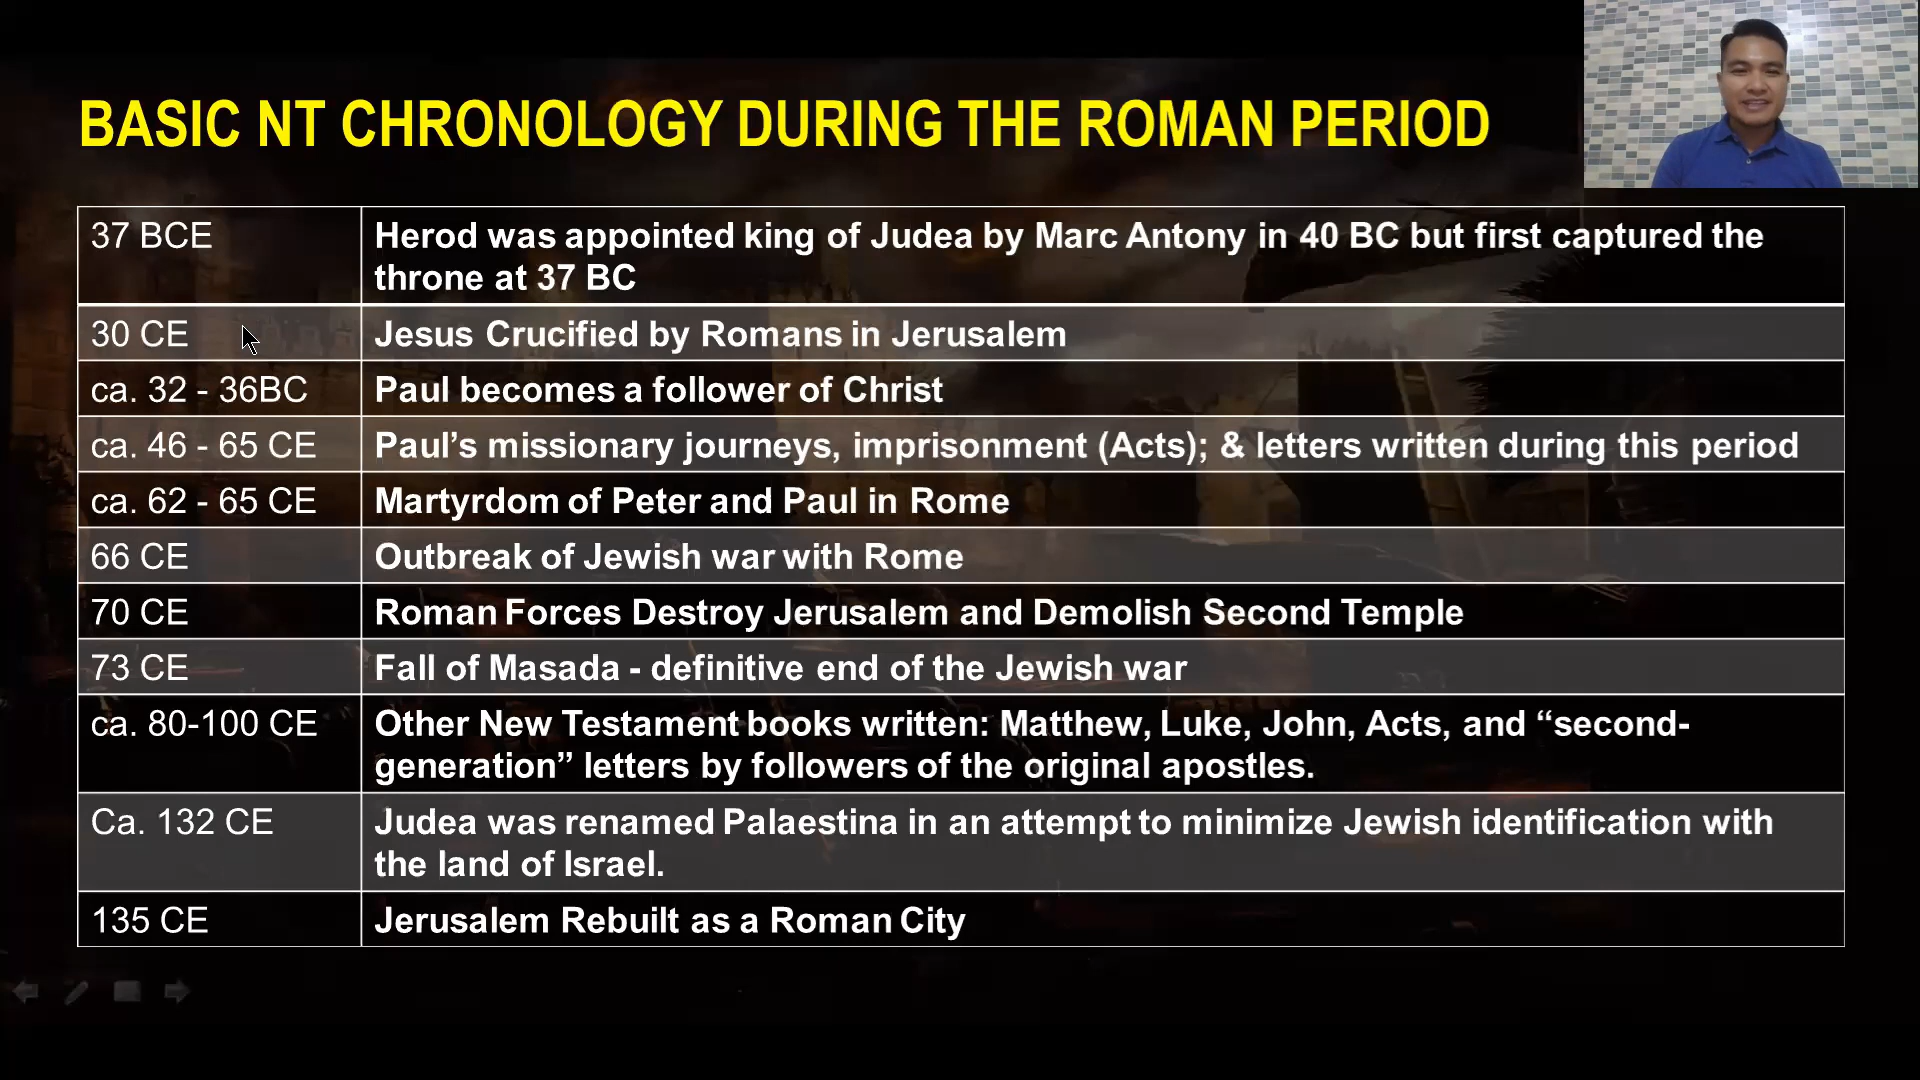 BASIC NT CHRONOLOGY DURING THE ROMAN PERIOD
37 BCE
Herod was appointed king of Judea by Marc Antony in 40 BC but first captured the
throne at 37 BC
30 CE
Jesus Crucified by Romans in Jerusalem
ca. 32 - 36BC
Paul becomes a follower of Christ
ca. 46 - 65 CE
Paul’s missionary journeys, imprisonment (Acts); & letters written during this period
ca. 62 - 65 CE
Martyrdom of Peter and Paul in Rome
66 CE
Outbreak of Jewish war with Rome
70 CE
Roman Forces Destroy Jerusalem and Demolish Second Temple
73 CE
Fall of Masada - definitive end of the Jewish war
ca. 80-100 CE
Other New Testament books written: Matthew, Luke, John, Acts, and “second-
generation” letters by followers of the original apostles.
Ca. 132 CE
Judea was renamed Palaestina in an attempt to minimize Jewish identification with
the land of Israel.
135 CE
Jerusalem Rebuilt as a Roman City